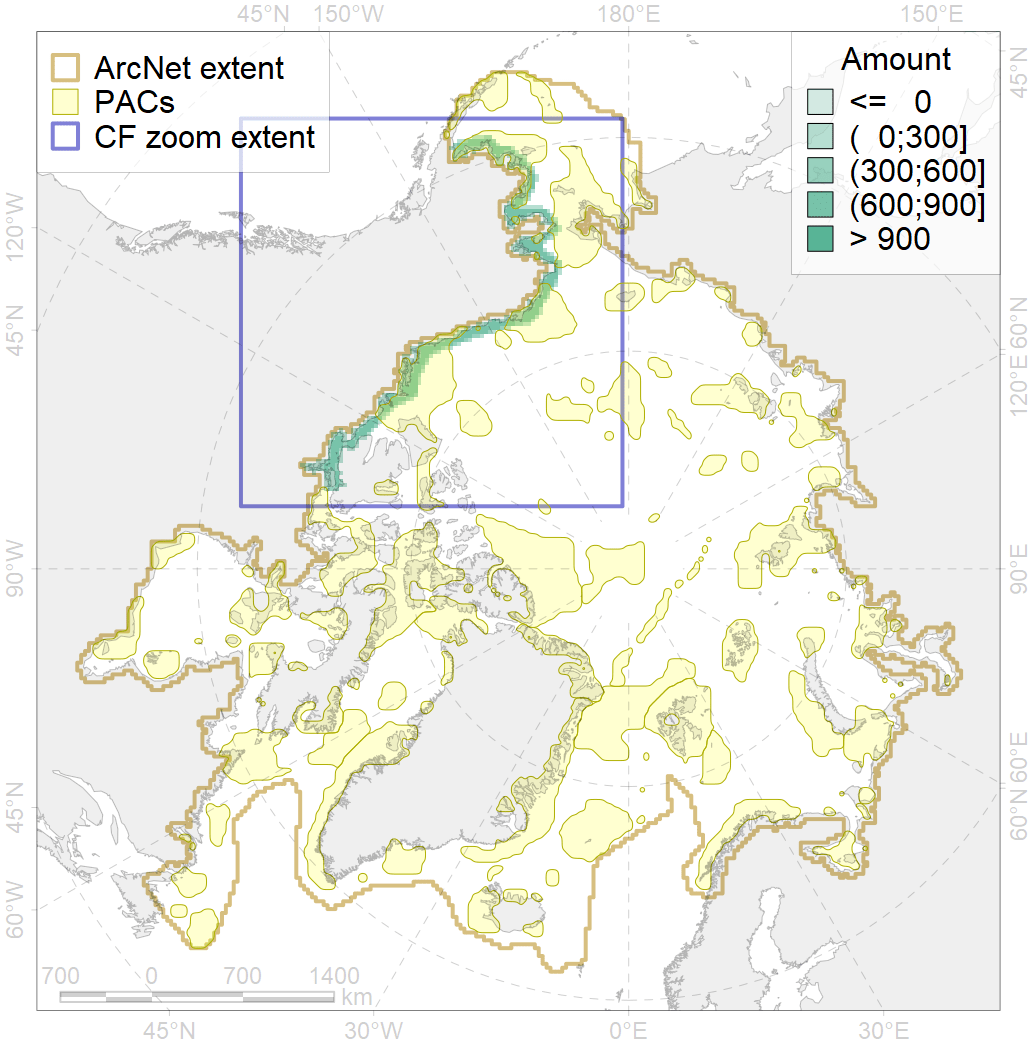 45°N 150°W 180°E 150°E
ArcNet extent
PACs
CF zoom extent
Amount
<= 0
( 0;300]
(300;600]
(600;900]
> 900
45°N
120°W
45°N
90°W
45°N
60°W
60°N
120°E
90°E
60°E
60°N
700 0 700 1400
km
45°N 30°W 0°E 30°E